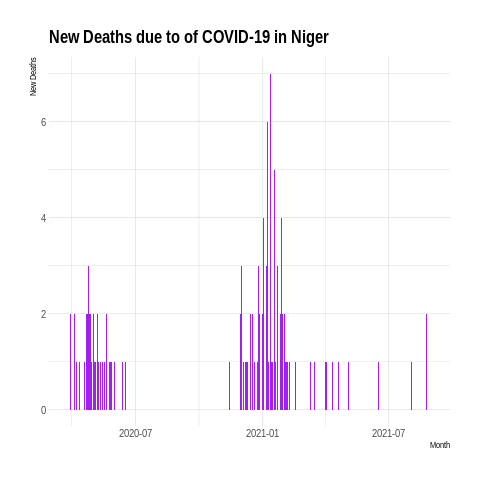 New Deaths due to of COVID-19 in Niger
New Deaths
6
4
2
0
2020-07
2021-01
2021-07
Month